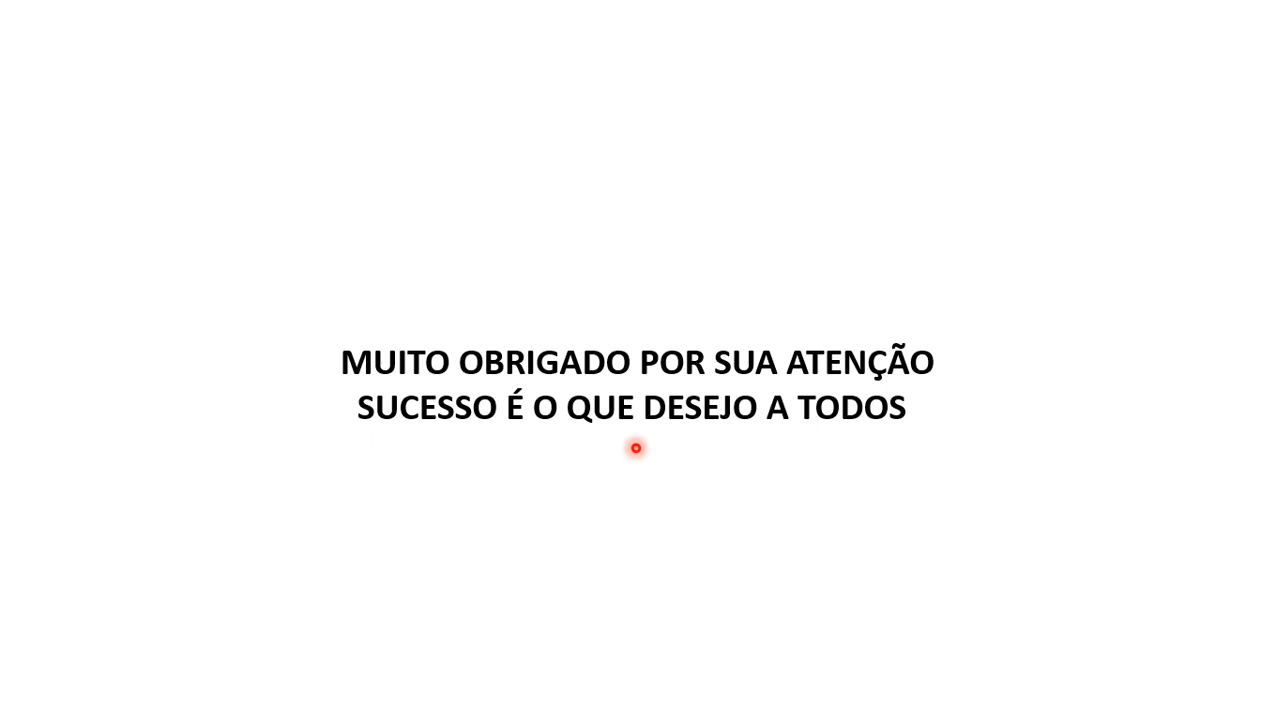 MUITO OBRIGADO POR SUA ATENÇÃO
SUCESSO É O QUE DESEJO A TODOS